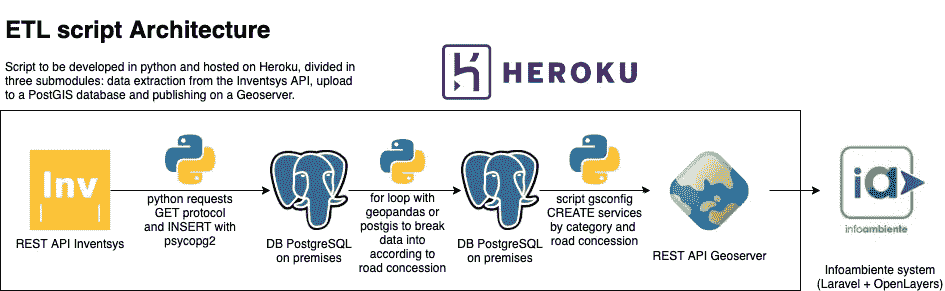 ETL script Architecture
Script to be developed in python and hosted on Heroku, divided in
three submodules: data extraction from the Inventsys API, upload
to a PostGIS database and publishing on a Geoserver.
HEROKU
Inv
REST API Inventsys
python requests
GET protocol
and INSERT with
psycopg2
DB PostgreSQL
on premises
for loop with
geopandas or
postgis to break
data into
according to
road concession
DB PostgreSQL
on premises
script gsconfig
CREATE services
by category and
road concession
REST API Geoserver
ia
infoambiente
Infoambiente system
(Laravel + OpenLayers)